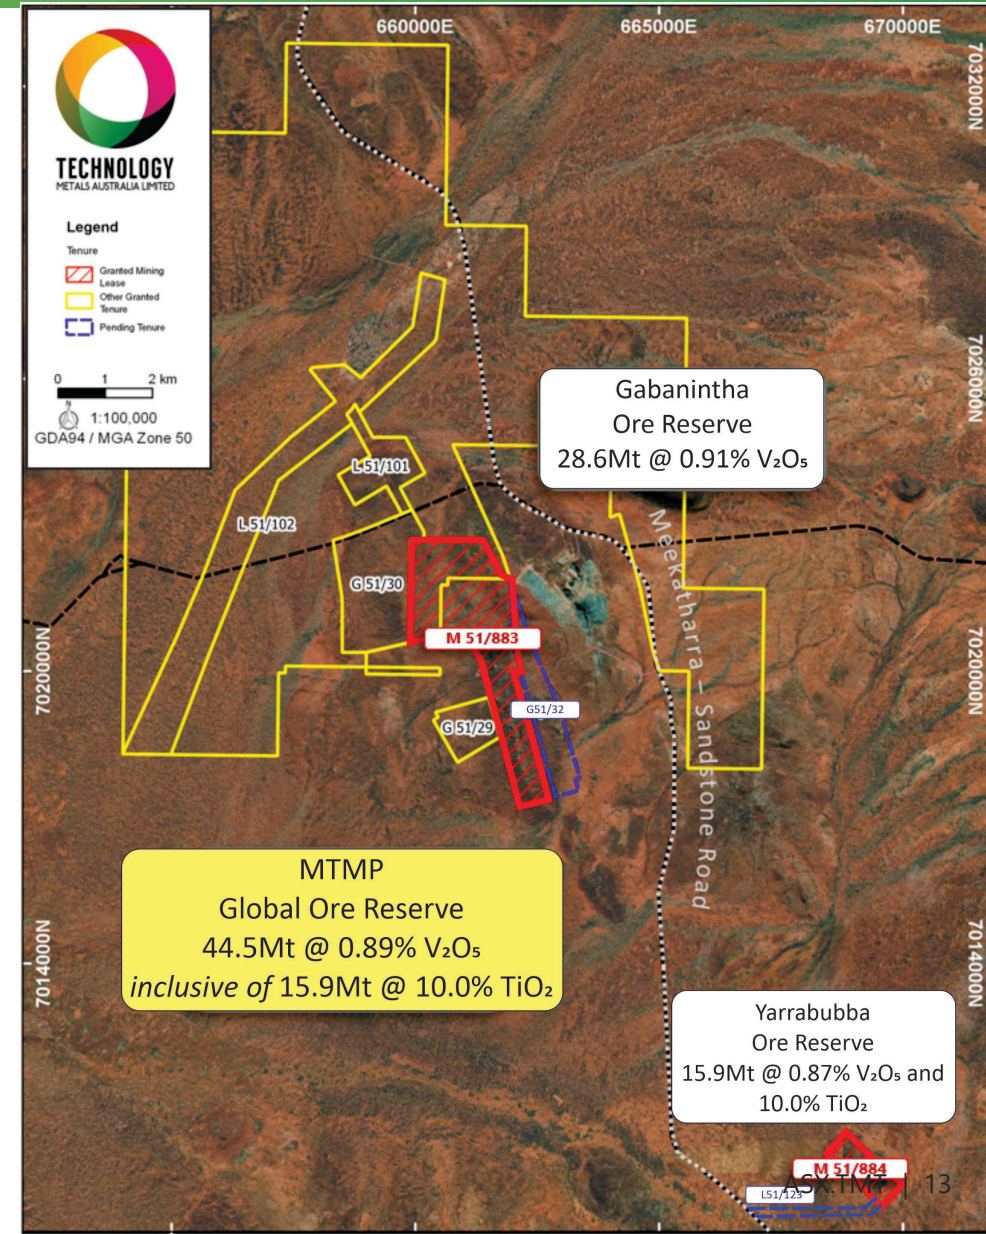 660000E
665000E
670000E
7032000N
TECHNOLOGY
METALS AUSTRALIA LIMITED
Legend
Tenure
Granted Mining
Lease
Other Granted
Tenure
Pending Tenure
0 1 2 km
N
1:100,000
GDA94 / MGA Zone 50
7026000N
Gabanintha
Ore Reserve
28.6Mt @ 0.91% V₂O₅
L 51/101
L 51/102
G 51/30
M 51/883
Meekatharra – Sandstone Road
7020000N
7020000N
G51/32
G 51/29
MTMP
Global Ore Reserve
44.5Mt @ 0.89% V₂O₅
inclusive of 15.9Mt @ 10.0% TiO₂
7014000N
7014000N
Yarrabubba
Ore Reserve
15.9Mt @ 0.87% V₂O₅ and
10.0% TiO₂
M 51/884
L51/123
ASX:TMT | 13